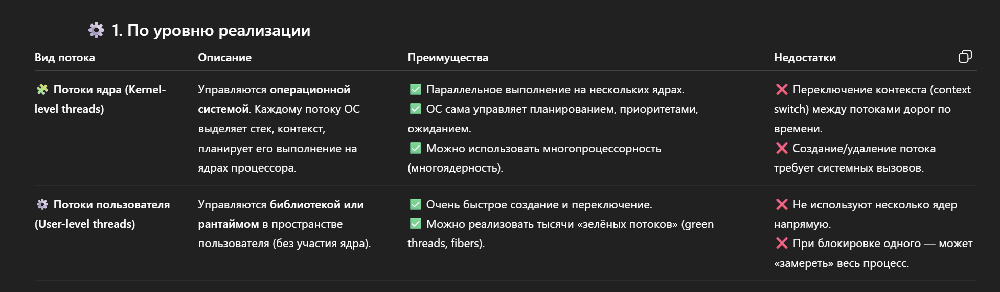 ⚙️ 1. По уровню реализации
Вид потока
Описание
Преимущества
Недостатки
🧩 Потоки ядра (Kernel-
level threads)
Управляются операционной
системой. Каждому потоку ОС
выделяет стек, контекст,
планирует его выполнение на
ядрах процессора.
✅ Параллельное выполнение на нескольких ядрах.
✅ ОС сама управляет планированием, приоритетами,
ожиданием.
✅ Можно использовать многопроцессорность
(многоядерность).
❌ Переключение контекста (context
switch) между потоками дорог по
времени.
❌ Создание/удаление потока
требует системных вызовов.
⚙️ Потоки пользователя
(User-level threads)
Управляются библиотекой или
рантаймом в пространстве
пользователя (без участия ядра).
✅ Очень быстрое создание и переключение.
✅ Можно реализовать тысячи «зелёных потоков» (green
threads, fibers).
❌ Не используют несколько ядер
напрямую.
❌ При блокировке одного — может
«замереть» весь процесс.